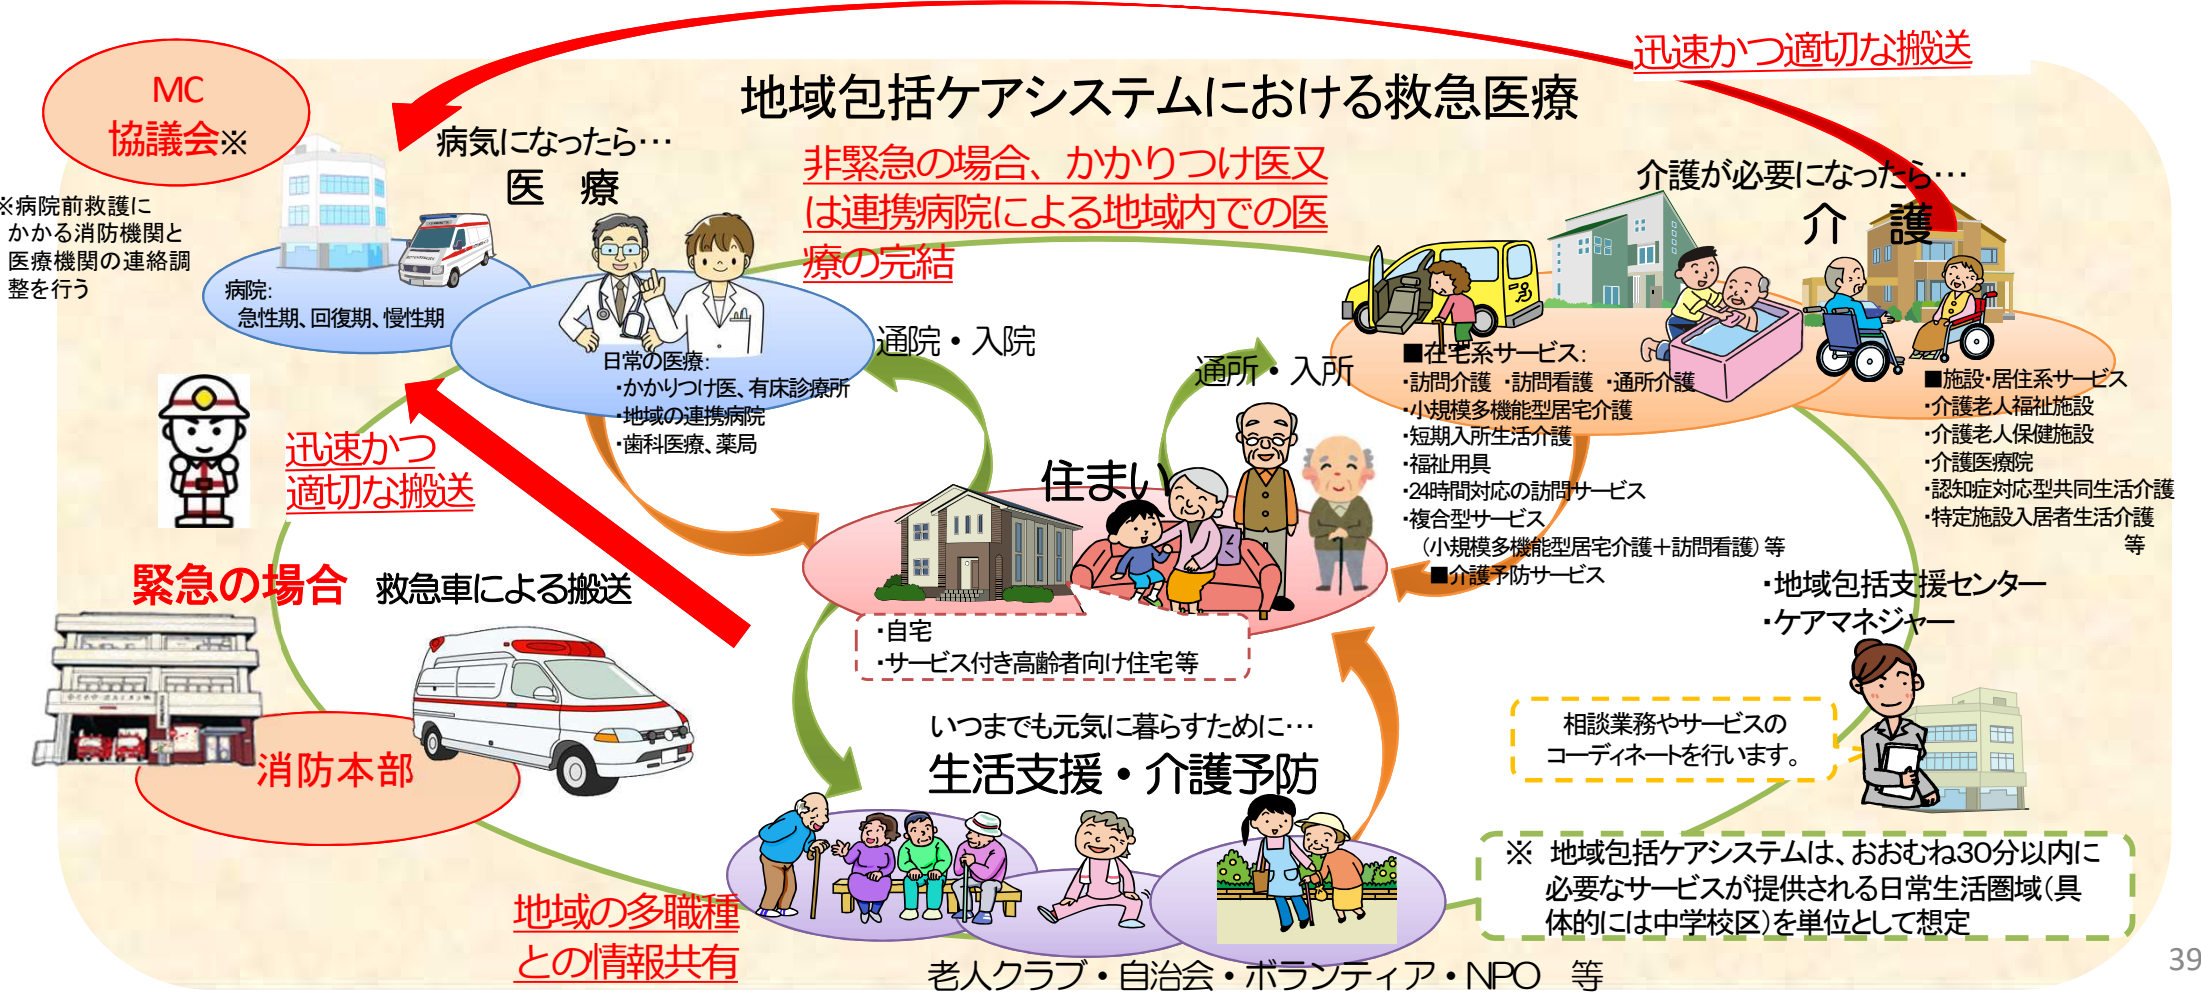 迅速かつ適切な搬送
MC
協議会※
地域包括ケアシステムにおける救急医療
※病院前救護に
かかる消防機関と
医療機関の連絡調
整を行う
病気になったら…
医 療
非緊急の場合、かかりつけ医又
は連携病院による地域内での医
療の完結
介護が必要になったら…
介 護
病院:
急性期、回復期、慢性期
日常の医療:
・かかりつけ医、有床診療所
・地域の連携病院
・歯科医療、薬局
通院・入院
通所・入所
■在宅系サービス:
・訪問介護 ・訪問看護 ・通所介護
・小規模多機能型居宅介護
・短期入所生活介護
・福祉用具
・24時間対応の訪問サービス
・複合型サービス
(小規模多機能型居宅介護+訪問看護)等
■介護予防サービス
■施設・居住系サービス
・介護老人福祉施設
・介護老人保健施設
・介護医療院
・認知症対応型共同生活介護
・特定施設入居者生活介護
等
迅速かつ
適切な搬送
住まい
緊急の場合 救急車による搬送
・自宅
・サービス付き高齢者向け住宅等
・地域包括支援センター
・ケアマネジャー
相談業務やサービスの
コーディネートを行います。
消防本部
いつまでも元気に暮らすために…
生活支援・介護予防
※ 地域包括ケアシステムは、おおむね30分以内に
必要なサービスが提供される日常生活圏域(具
体的には中学校区)を単位として想定
地域の多職種
との情報共有
老人クラブ・自治会・ボランティア・NPO 等
39